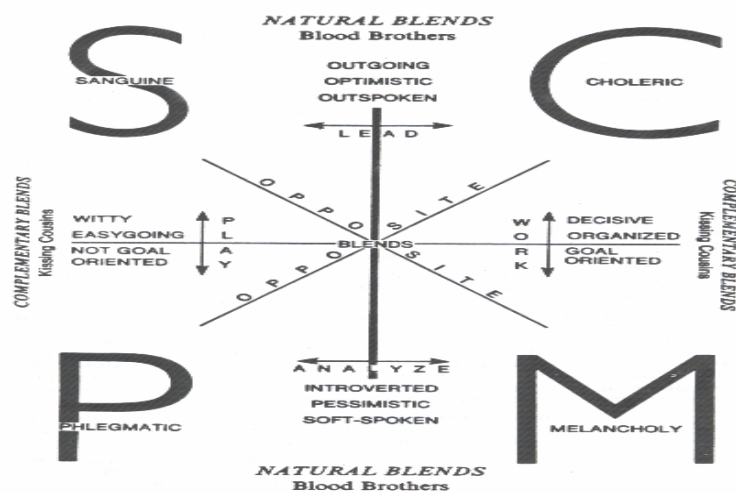 NATURAL BLENDS
Blood Brothers
S
SANGUINE
C
CHOLERIC
OUTGOING
OPTIMISTIC
OUTSPOKEN
LEAD
OPPOSITE
COMPLEMENTARY BLENDS
Kissing Cousins
WITTY
EASYGOING
NOT GOAL
ORIENTED
PLAY
BLENDS
WORK
DECISIVE
ORGANIZED
GOAL
ORIENTED
COMPLEMENTARY BLENDS
Kissing Cousins
OPPOSITE
ANALYZE
INTROVERTED
PESSIMISTIC
SOFT-SPOKEN
P
PHLEGMATIC
M
MELANCHOLY
NATURAL BLENDS
Blood Brothers